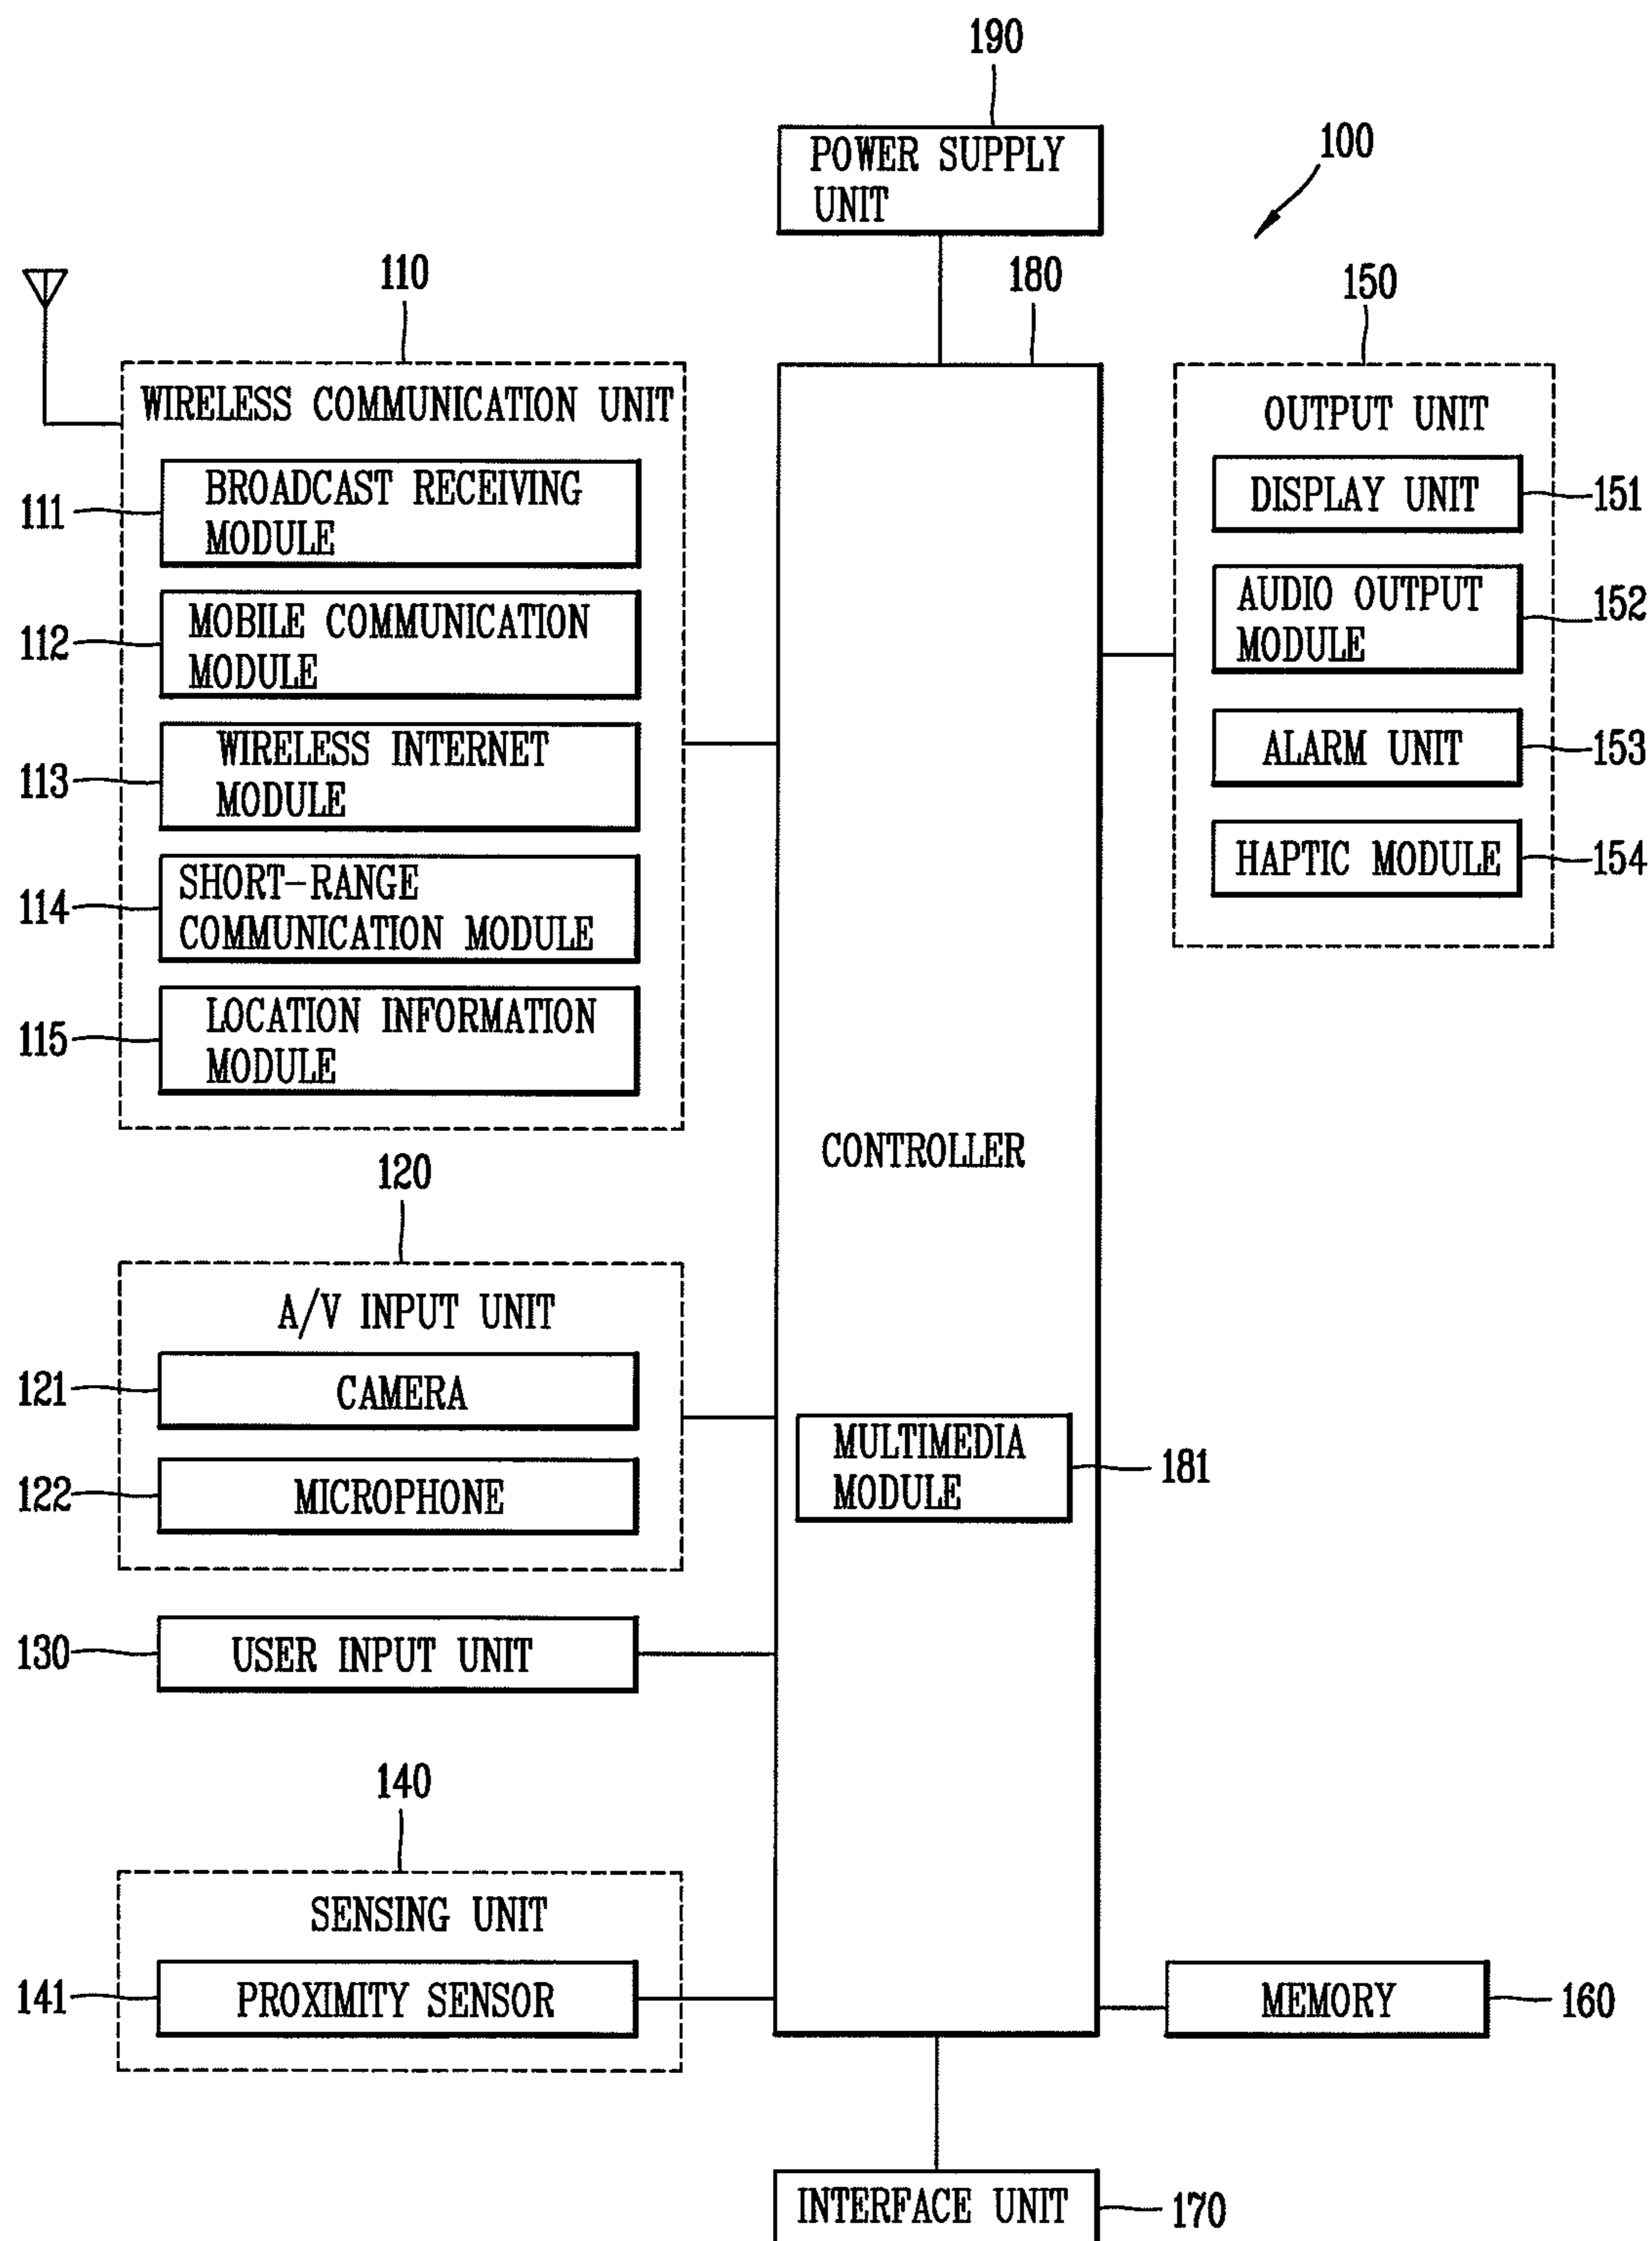 190
POWER SUPPLY
UNIT
100
110
180
150
WIRELESS COMMUNICATION UNIT
111
BROADCAST RECEIVING
MODULE
112
MOBILE COMMUNICATION
MODULE
113
WIRELESS INTERNET
MODULE
114
SHORT-RANGE
COMMUNICATION MODULE
115
LOCATION INFORMATION
MODULE
OUTPUT UNIT
DISPLAY UNIT
151
AUDIO OUTPUT
MODULE
152
ALARM UNIT
153
HAPTIC MODULE
154
CONTROLLER
120
A/V INPUT UNIT
121
CAMERA
122
MICROPHONE
MULTIMEDIA
MODULE
181
130
USER INPUT UNIT
140
SENSING UNIT
141
PROXIMITY SENSOR
MEMORY
160
INTERFACE UNIT
170